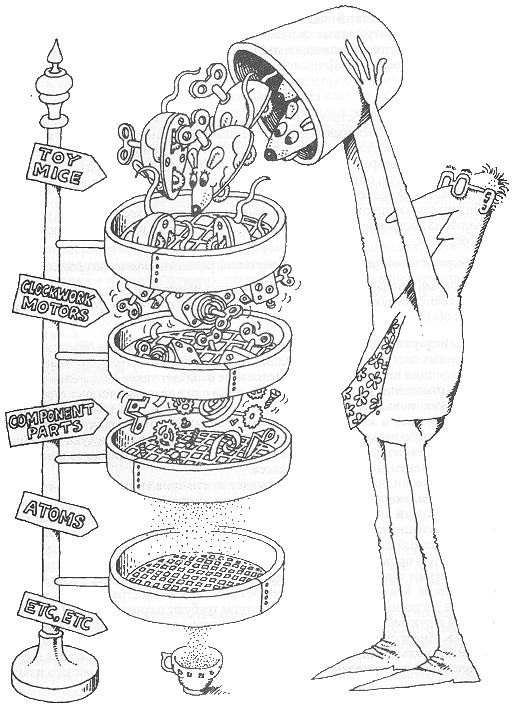 TOY
MICE
CLOCKWORK
MOTORS
COMPONENT
PARTS
ATOMS
ETC, ETC